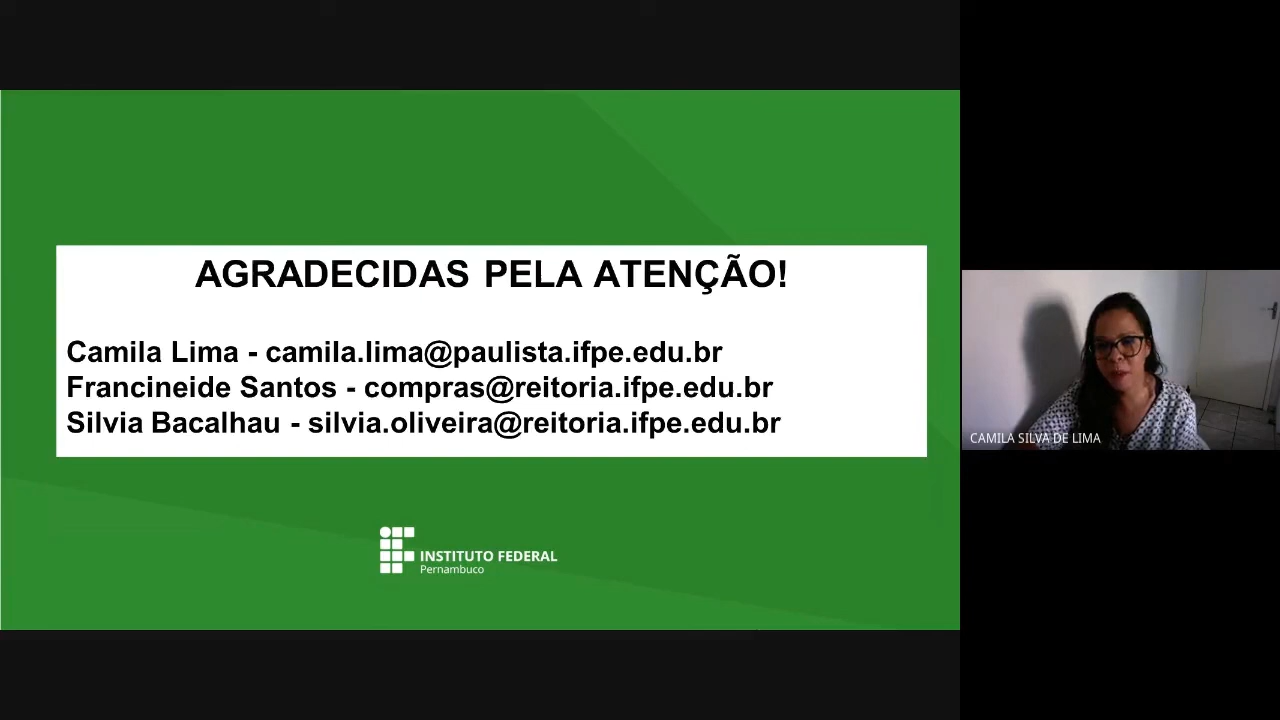 AGRADECIDAS PELA ATENÇÃO!
Camila Lima - camila.lima@paulista.ifpe.edu.br
Francineide Santos - compras@reitoria.ifpe.edu.br
Silvia Bacalhau - silvia.oliveira@reitoria.ifpe.edu.br
INSTITUTO FEDERAL
Pernambuco
CAMILA SILVA DE LIMA